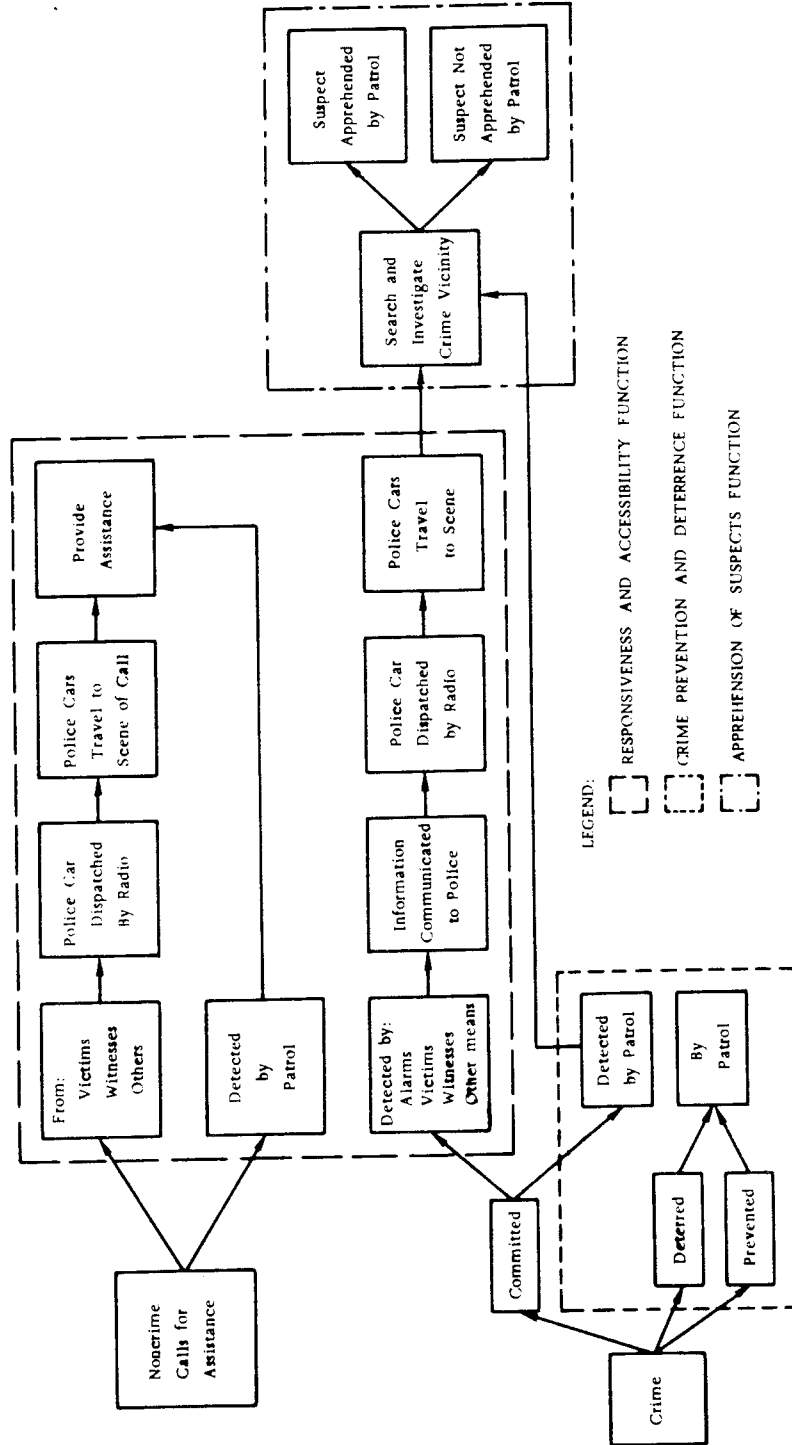 Noncrime
Calls for
Assistance
From:
Victims
Witnesses
Others
Police Car
Dispatched
By Radio
Police Cars
Travel to
Scene of Call
Provide
Assistance
Detected
by
Patrol
Crime
Committed
Deterred
Prevented
Detected by:
Alarms
Victims
Witnesses
Other means
Information
Communicated
to Police
Police Car
Dispatched
by Radio
Police Cars
Travel
to Scene
Detected
by Patrol
By
Patrol
Search and
Investigate
Crime Vicinity
Suspect
Apprehended
by Patrol
Suspect Not
Apprehended
by Patrol
LEGEND:
RESPONSIVENESS AND ACCESSIBILITY FUNCTION
CRIME PREVENTION AND DETERRENCE FUNCTION
APPREHENSION OF SUSPECTS FUNCTION